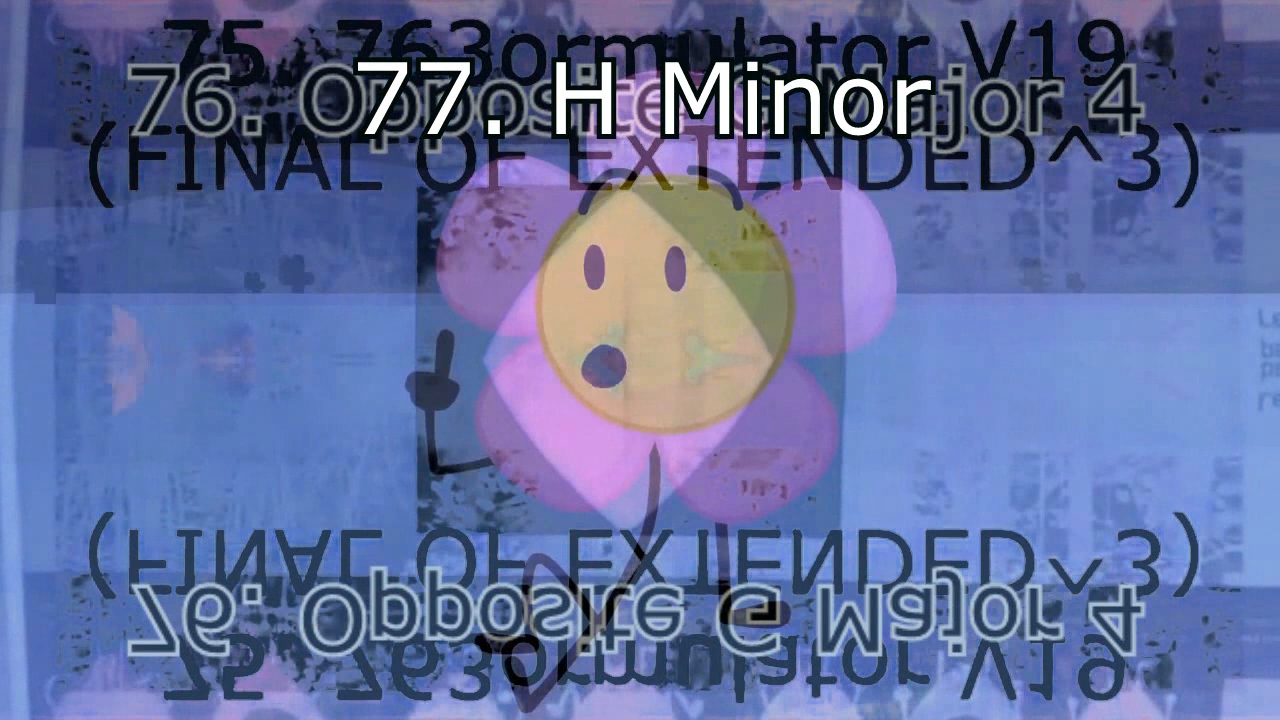 75. 763ormulator V19
76. Opposite G Major 4
77. H Minor
(FINAL OF EXTENDED^3)
(FINAL OF EXTENDED^3)
76. Opposite G Major 4
75. 763ormulator V19